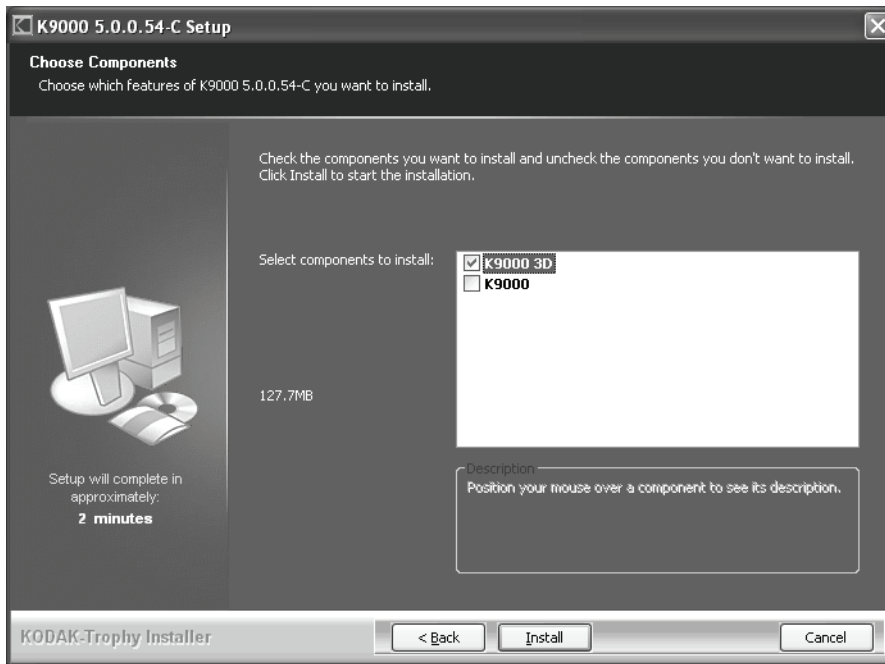 K9000 5.0.0.54-C Setup
Choose Components
Choose which features of K9000 5.0.0.54-C you want to install.
Check the components you want to install and uncheck the components you don't want to install.
Click Install to start the installation.
Select components to install:
K9000 3D
K9000
127.7MB
Description
Position your mouse over a component to see its description.
Setup will complete in
approximately:
2 minutes
KODAK-Trophy Installer
< Back
Install
Cancel